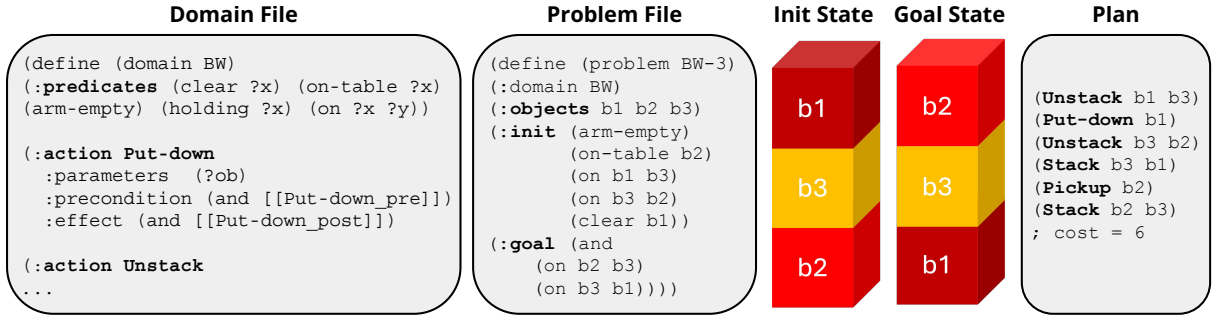 Domain File
(define (domain BW)
(:predicates (clear ?x) (on-table ?x)
(arm-empty) (holding ?x) (on ?x ?y))
(:action Put-down
:parameters (?ob)
:precondition (and [[Put-down_pre]])
:effect (and [[Put-down_post]])
(:action Unstack
...
Problem File
(define (problem BW-3)
(:domain BW)
(:objects b1 b2 b3)
(:init (arm-empty)
(on-table b2)
(on b1 b3)
(on b3 b2)
(clear b1))
(:goal (and
(on b2 b3)
(on b3 b1))))
Init State
b1
b3
b2
Goal State
b2
b3
b1
Plan
(Unstack b1 b3)
(Put-down b1)
(Unstack b3 b2)
(Stack b3 b1)
(Pickup b2)
(Stack b2 b3)
; cost = 6